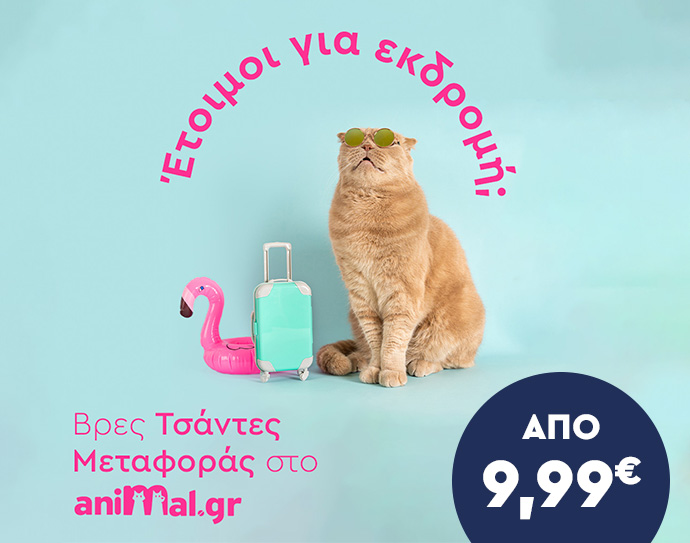 Έτοιμοι για εκδρομή;
Βρες Τσάντες
Μεταφοράς στο
animal.gr
ΑΠΟ
9,99€